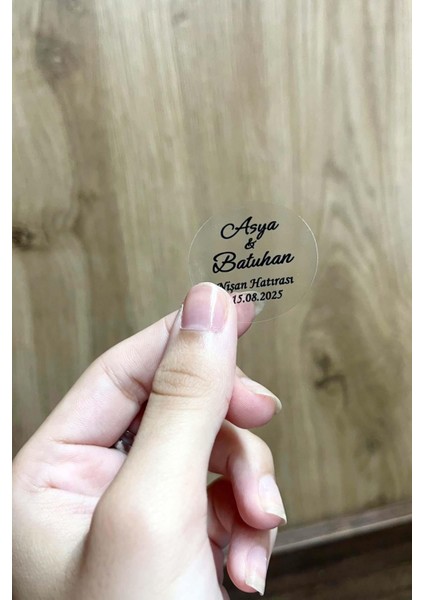 Asya
&
Batuhan
Nişan Hatırası
15.08.2025